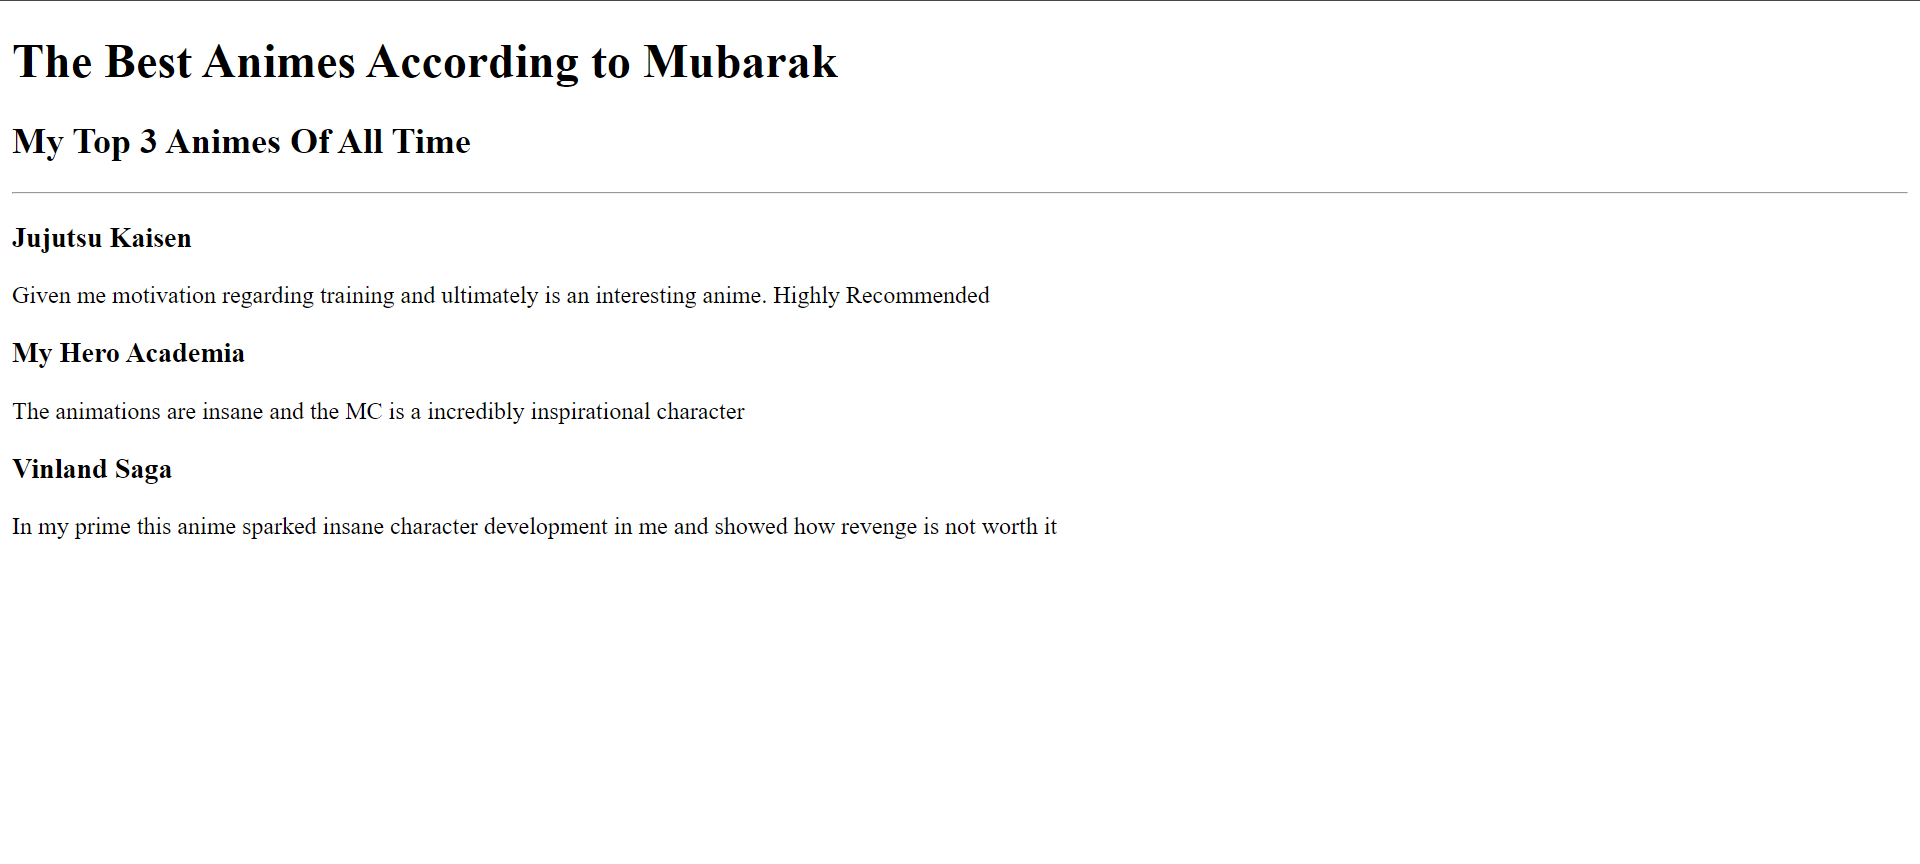 The Best Animes According to Mubarak
My Top 3 Animes Of All Time
Jujutsu Kaisen
Given me motivation regarding training and ultimately is an interesting anime. Highly Recommended
My Hero Academia
The animations are insane and the MC is a incredibly inspirational character
Vinland Saga
In my prime this anime sparked insane character development in me and showed how revenge is not worth it